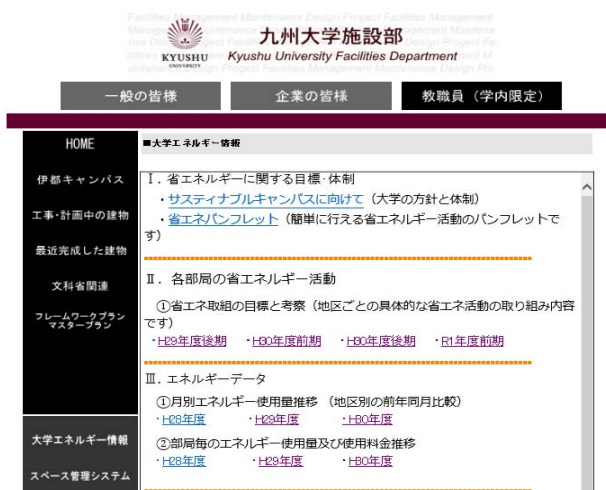 九州大学施設部
KYUSHU
UNIVERSITY
Kyushu University Facilities Department
一般の皆様
企業の皆様
教職員（学内限定）
HOME
伊都キャンパス
工事・計画中の建物
最近完成した建物
文科省関連
フレームワークプラン
マスタープラン
大学エネルギー情報
スペース管理システム
■大学エネルギー情報
Ⅰ．省エネルギーに関する目標・体制
・サスティナブルキャンパスに向けて（大学の方針と体制）
・省エネパンフレット（簡単に行える省エネルギー活動のパンフレットで
す）
Ⅱ．各部局の省エネルギー活動
①省エネ取組の目標と考察（地区ごとの具体的な省エネ活動の取り組み内容
です）
・H29年度後期 ・H30年度前期 ・H30年度後期 ・R1年度前期
Ⅲ．エネルギーデータ
①月別エネルギー使用量推移 （地区別の前年同月比較）
・H28年度 ・H29年度 ・H30年度
②部局毎のエネルギー使用量及び使用料金推移
・H28年度 ・H29年度 ・H30年度